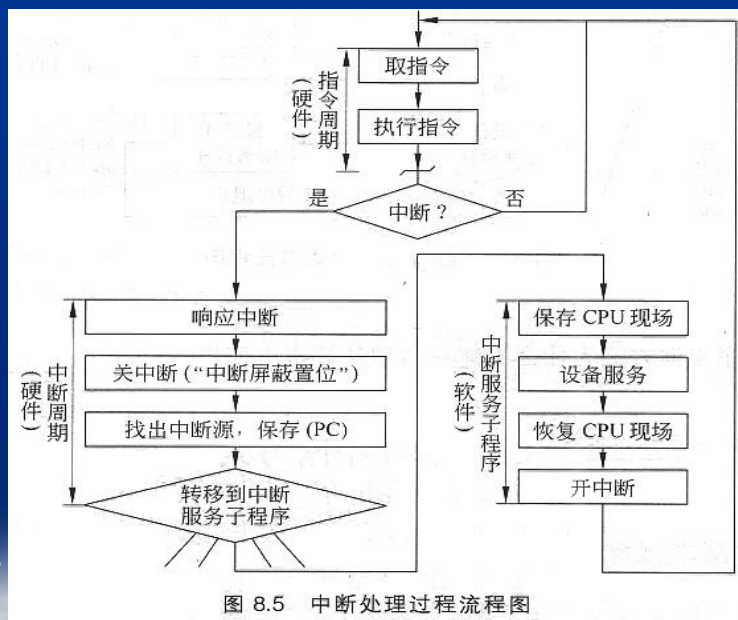 取指令
执行指令
指令周期
(硬件)
中断？
是
否
响应中断
关中断(“中断屏蔽置位”)
找出中断源，保存(PC)
转移到中断
服务子程序
中断周期
(硬件)
保存 CPU 现场
设备服务
恢复 CPU 现场
开中断
中断服务子程序
(软件)
图 8.5 中断处理过程流程图